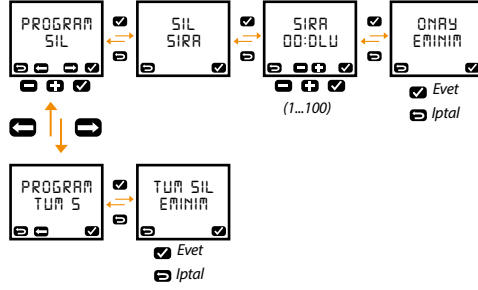 PROGRAM
SIL
SIL
SIRA
SIRA
00:DLU
ONAY
EMINIM
(1...100)
Evet
Iptal
PROGRAM
TUM S
TUM SIL
EMINIM
Evet
Iptal